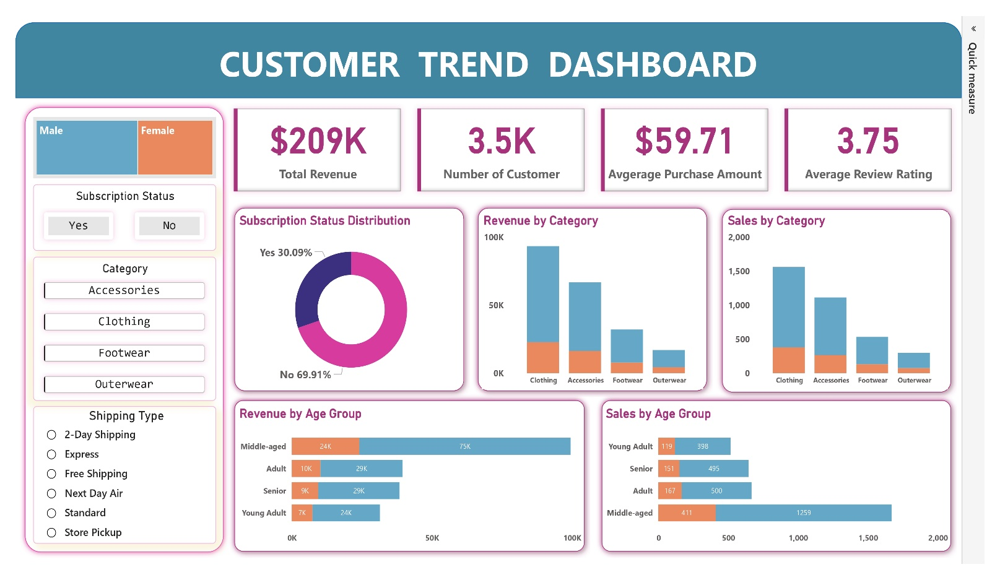 CUSTOMER TREND DASHBOARD
«
Quick measure
Male
Female
Subscription Status
Yes
No
Category
Accessories
Clothing
Footwear
Outerwear
Shipping Type
2-Day Shipping
Express
Free Shipping
Next Day Air
Standard
Store Pickup
$209K
Total Revenue
3.5K
Number of Customer
$59.71
Avgerage Purchase Amount
3.75
Average Review Rating
Subscription Status Distribution
Yes 30.09%
No 69.91%
Revenue by Category
100K
50K
0K
Clothing Accessories Footwear Outerwear
Sales by Category
2,000
1,500
1,000
500
0
Clothing Accessories Footwear Outerwear
Revenue by Age Group
Middle-aged 24K 75K
Adult 10K 29K
Senior 9K 29K
Young Adult 7K 24K
0K 50K 100K
Sales by Age Group
Young Adult 119 398
Senior 151 495
Adult 167 500
Middle-aged 411 1259
0 500 1,000 1,500 2,000